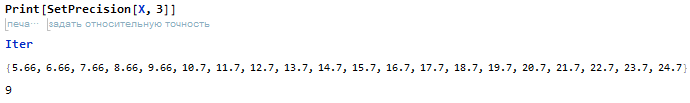 Print[SetPrecision[X, 3]]
печа··· задать относительную точность
Iter
{5.66, 6.66, 7.66, 8.66, 9.66, 10.7, 11.7, 12.7, 13.7, 14.7, 15.7, 16.7, 17.7, 18.7, 19.7, 20.7, 21.7, 22.7, 23.7, 24.7}
9